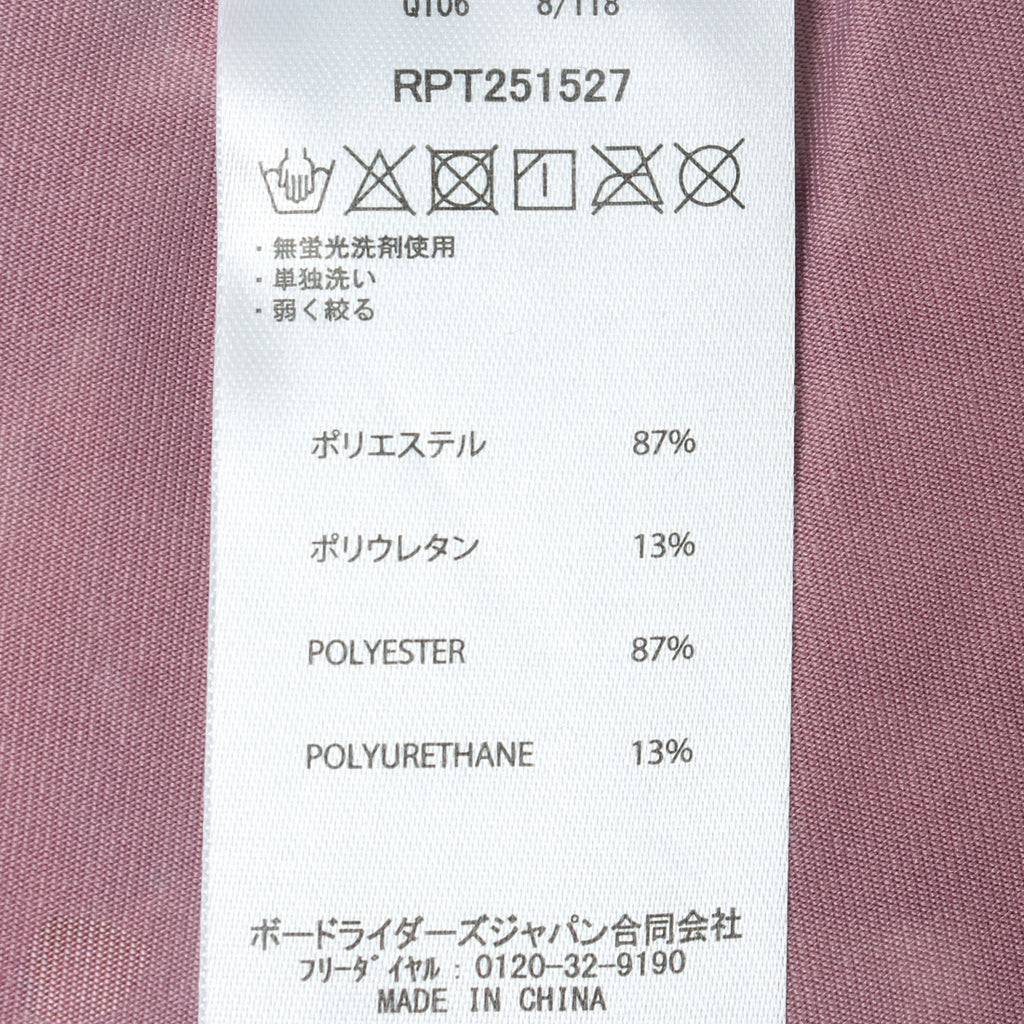 Q106 8/118
RPT251527
・無蛍光洗剤使用
・単独洗い
・弱く絞る
ポリエステル 87%
ポリウレタン 13%
POLYESTER 87%
POLYURETHANE 13%
ボードライダーズジャパン合同会社
フリーダイヤル : 0120-32-9190
MADE IN CHINA